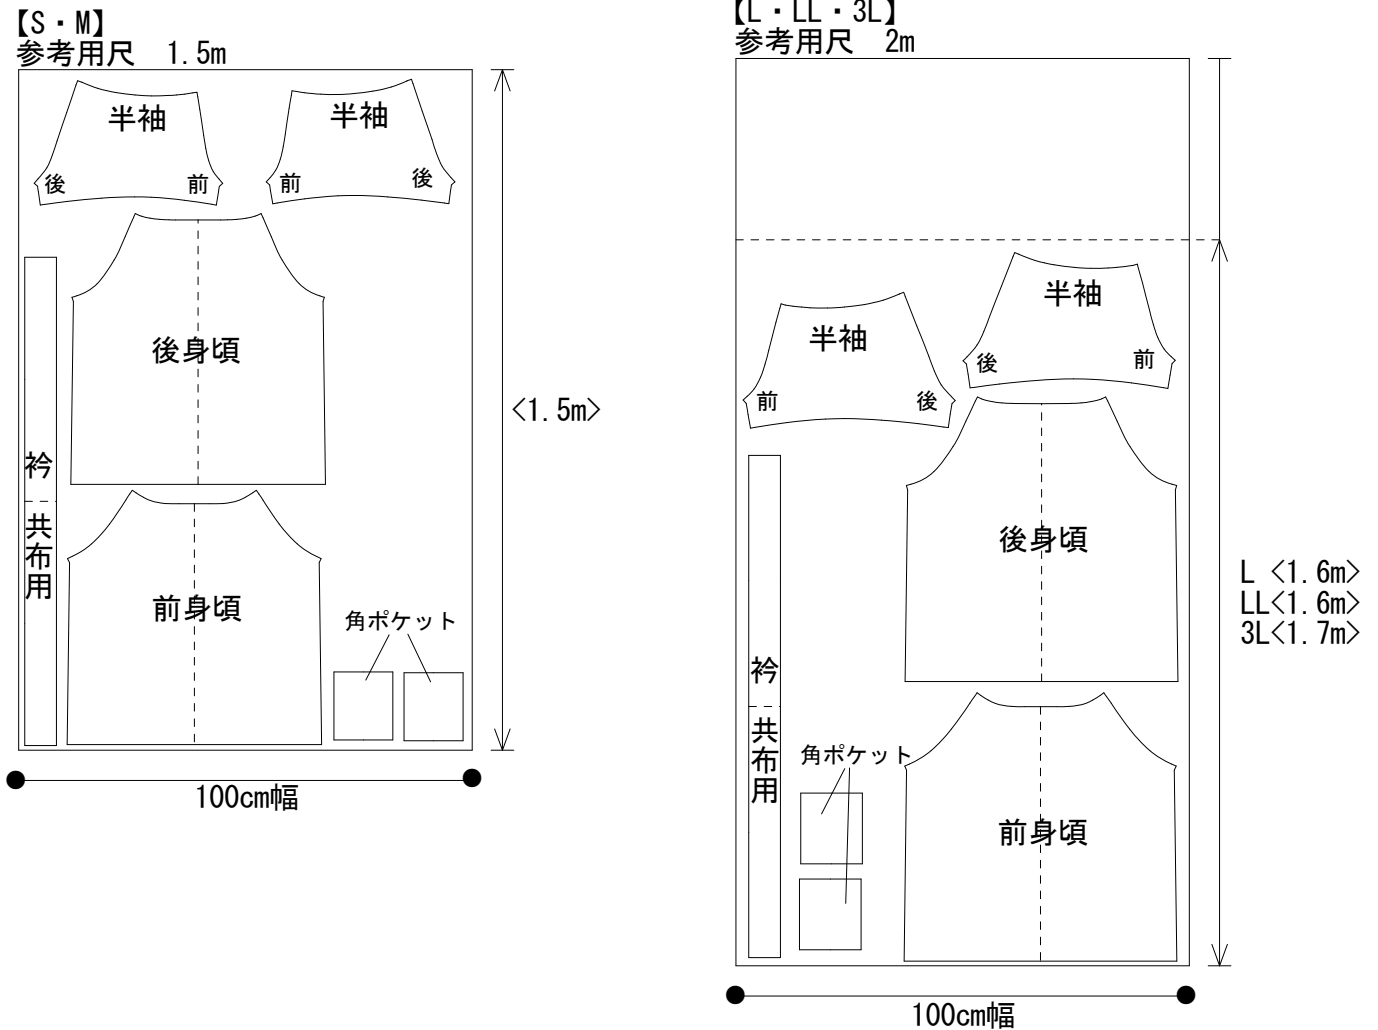 【S・M】
参考用尺　1.5m
半袖
後
前
半袖
前
後
後身頃
<1.5m>
衿
共布用
前身頃
角ポケット
100cm幅
【L・LL・3L】
参考用尺　2m
半袖
後
前
半袖
前
後
後身頃
L <1.6m>
LL<1.6m>
3L<1.7m>
衿
共布用
角ポケット
前身頃
100cm幅